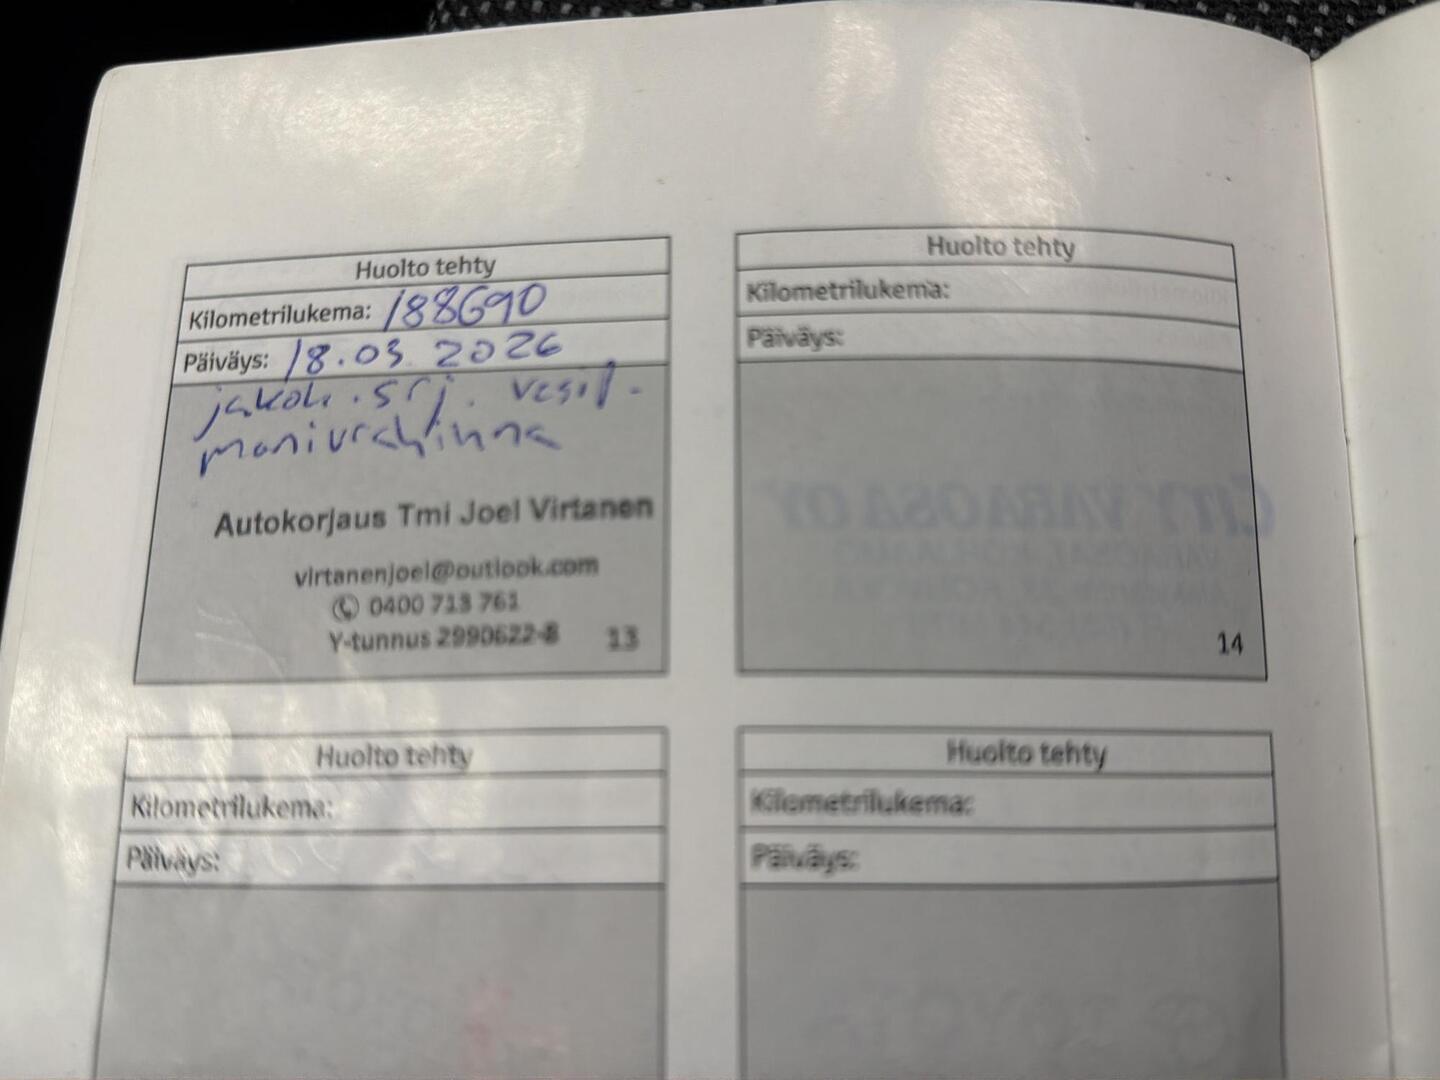 Huolto tehty
Kilometrilukema: 188690
Päiväys: 18.03.2026
jakoh. srj. vesip.
monivrahihna
Autokorjaus Tmi Joel Virtanen
virtanenjoel@outlook.com
0400 713 761
Y-tunnus 2990622-8 13
Huolto tehty
Kilometrilukema:
Päiväys:
14
Huolto tehty
Kilometrilukema:
Päiväys:
Huolto tehty
Kilometrilukema:
Päiväys: